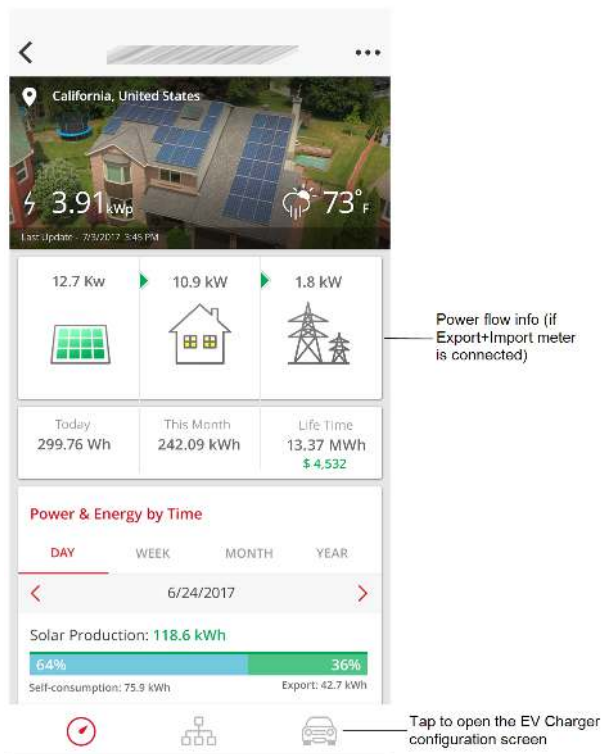 California, United States
3.91 kWp
73°F
Last Update - 7/3/2017 3:45 PM
12.7 Kw 10.9 kW 1.8 kW
Power flow info (if
Export+Import meter
is connected)
Today This Month Life Time
299.76 Wh 242.09 kWh 13.37 MWh
$ 4,532
Power & Energy by Time
DAY WEEK MONTH YEAR
6/24/2017
Solar Production: 118.6 kWh
64% 36%
Self-consumption: 75.9 kWh Export: 42.7 kWh
Tap to open the EV Charger
configuration screen